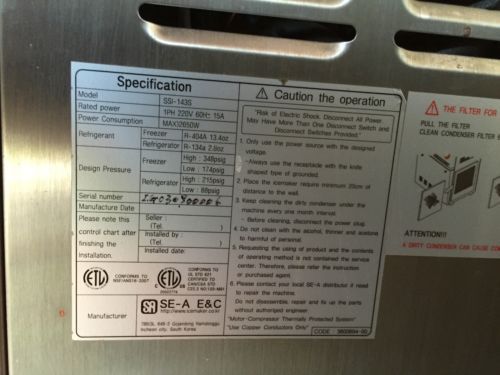 Specification
Model SSI-143S
Rated power 1PH 220V 60Hz 15A
Power Consumption MAX)2650W
Refrigerant Freezer R-404A 13.4oz
Refrigerator R-134a 2.8oz
Design Pressure Freezer High : 348psig
Low : 174psig
Refrigerator High : 215psig
Low : 88psig
Serial number
Manufacture Date
Please note this control chart after finishing the Installation.
Seller :
(Tel. )
Installed by :
(Tel. )
Installed date:
ETL CONFORMS TO
NSF/ANSI
ETL CONFORMS TO
UL STD 621
CERTIFIED TO
CAN/CSA STD
Manufacturer SE-A E&C
(http://www.icemaker.co.kr)
Inchon city, South Korea
⚠ Caution the operation
"Risk of Electric Shock. Disconnect All Power
May Have More Than One Disconnect Switch and
Disconnect Switches Provided."
1. Only use the power source with the designed
voltage.
- Always use the receptacle with the knife
shaped type of grounded.
2. Place the icemaker require minimum 20cm of
distance to the wall.
3. Keep cleaning the dirty condenser under the
machine every one month interval.
- Before cleaning, disconnect the power plug.
4. Do not clean with the alcohol, thinner and acetone
to harmful of personal.
5. Requesting the using of product and the contents
of operating method is not contained the service
center. Therefore, please refer the instruction
or purchased agent.
6. Please contact your local SE-A distributor it need
to repair the machine.
Do not disassemble, repair and fix up the parts
without authorized engineer.
"Motor-Compressor Thermally Protected System"
"Use Copper Conductors Only"
⚠ THE FILTER FOR
PULL THE FILTER
CLEAN CONDENSER FILTER
ATTENTION!!!
A DIRTY CONDENSER CAN CAUSE